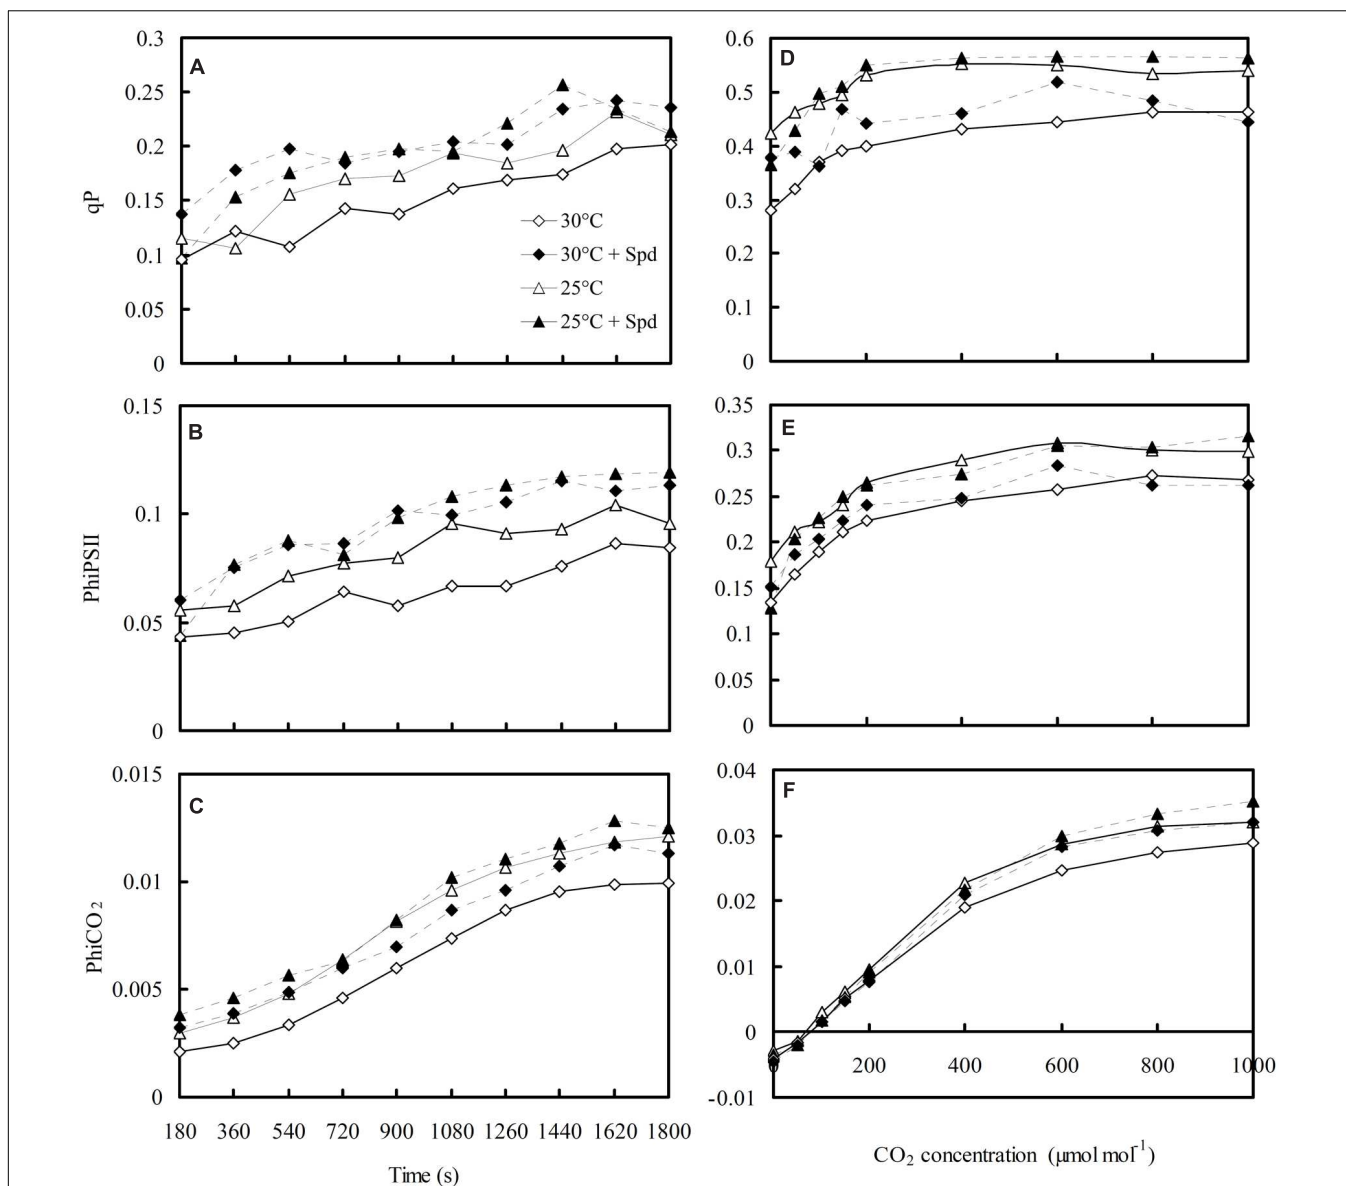 A
0.3
0.25
0.2
0.15
0.1
0.05
0
qP
30°C
30°C + Spd
25°C
25°C + Spd
D
0.6
0.5
0.4
0.3
0.2
0.1
0
B
0.15
0.1
0.05
0
PhiPSII
E
0.35
0.3
0.25
0.2
0.15
0.1
0.05
0
C
0.015
0.01
0.005
0
PhiCO2
180 360 540 720 900 1080 1260 1440 1620 1800
Time (s)
F
0.04
0.03
0.02
0.01
0
-0.01
0 200 400 600 800 1000
CO2 concentration (μmol mol-1)